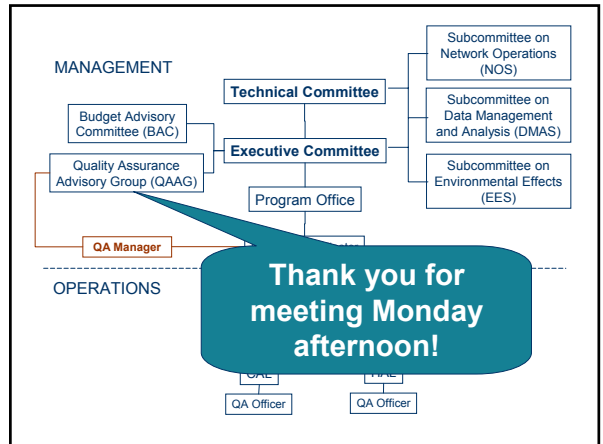 MANAGEMENT
Subcommittee on
Network Operations
(NOS)
Technical Committee
Budget Advisory
Committee (BAC)
Subcommittee on
Data Management
and Analysis (DMAS)
Executive Committee
Quality Assurance
Advisory Group (QAAG)
Subcommittee on
Environmental Effects
(EES)
Program Office
QA Manager
OPERATIONS
Thank you for
meeting Monday
afternoon!
CAL
HAL
QA Officer
QA Officer